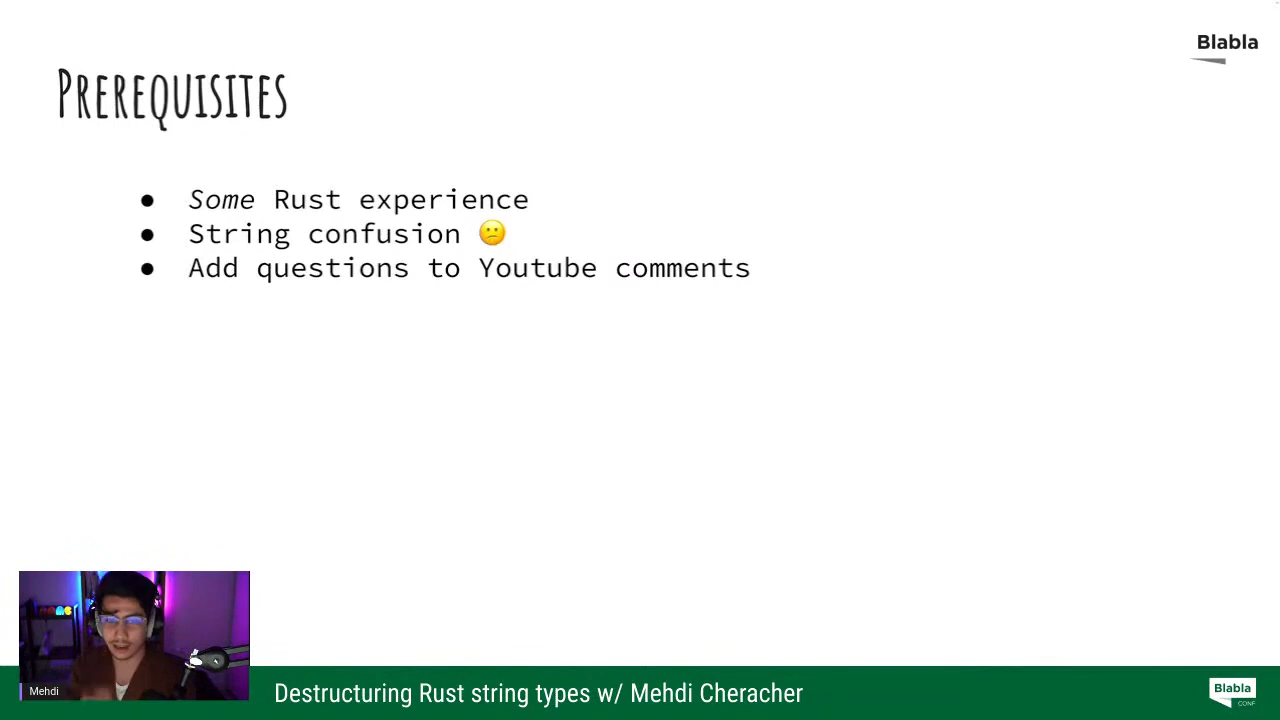 Blabla
PREREQUISITES
● Some Rust experience
● String confusion 😕
● Add questions to Youtube comments
Mehdi
Destructuring Rust string types w/ Mehdi Cheracher
Blabla
CONF